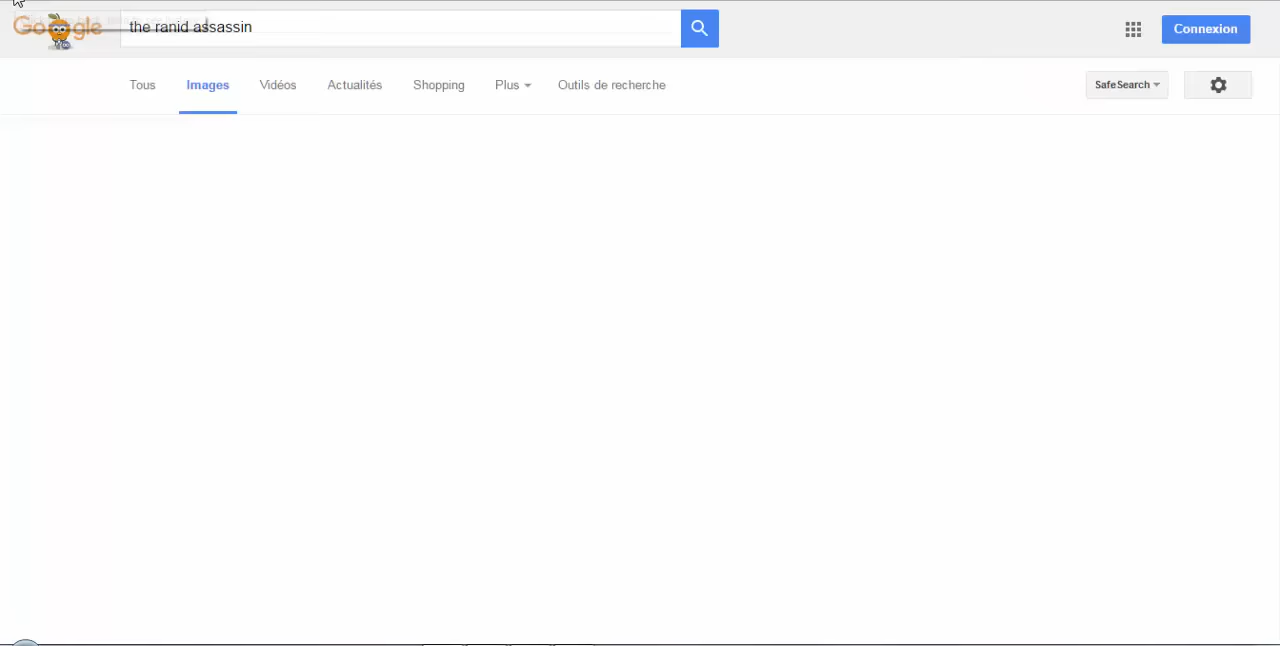 Google
the ranid assassin
Connexion
Tous Images Vidéos Actualités Shopping Plus Outils de recherche
SafeSearch